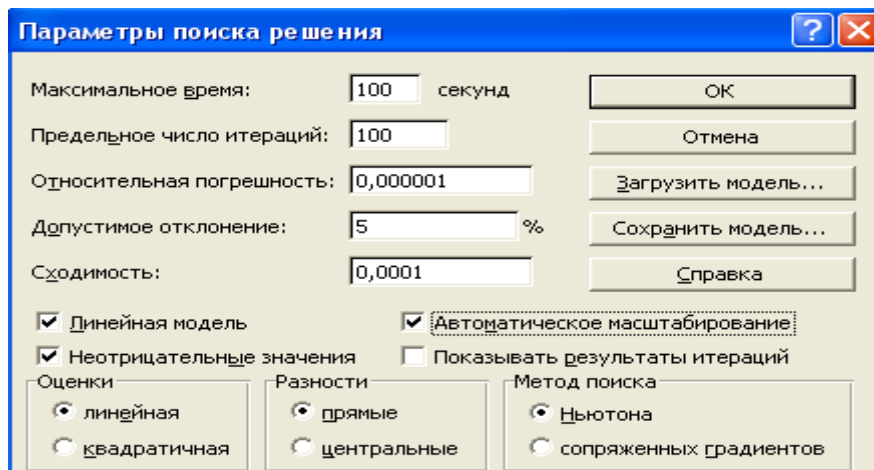 Параметры поиска решения
Максимальное время: 100 секунд
ОК
Предельное число итераций: 100
Отмена
Относительная погрешность: 0,000001
Загрузить модель...
Допустимое отклонение: 5 %
Сохранить модель...
Сходимость: 0,0001
Справка
Линейная модель
Автоматическое масштабирование
Неотрицательные значения
Показывать результаты итераций
Оценки
Разности
Метод поиска
линейная
прямые
Ньютона
квадратичная
центральные
сопряженных градиентов